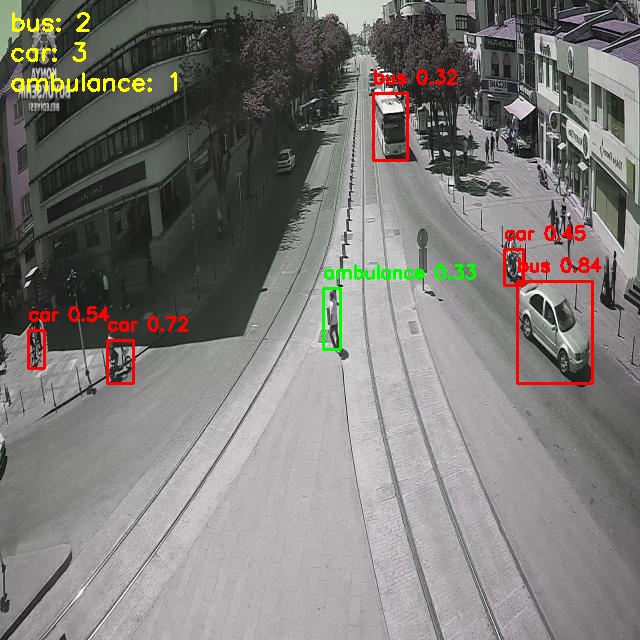 bus: 2
car: 3
ambulance: 1
bus 0.32
car 0.45
bus 0.84
ambulance 0.33
car 0.54
car 0.72